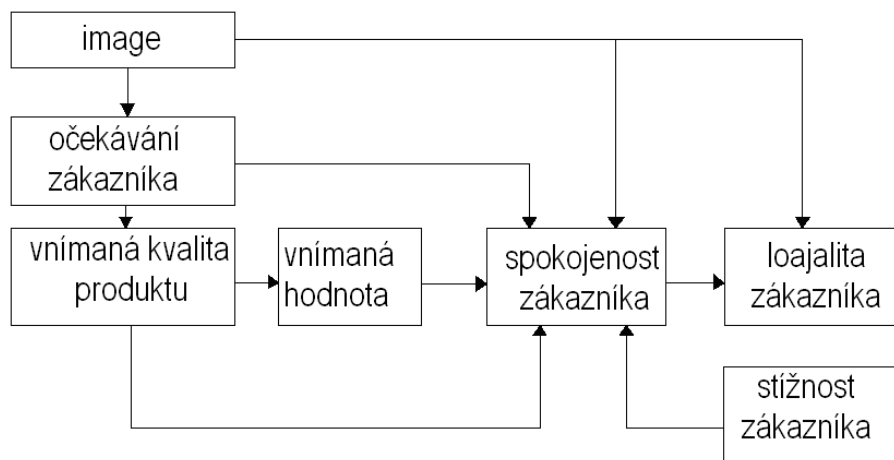 image
očekávání
zákazníka
vnímaná kvalita
produktu
vnímaná
hodnota
spokojenost
zákazníka
loajalita
zákazníka
stížnost
zákazníka